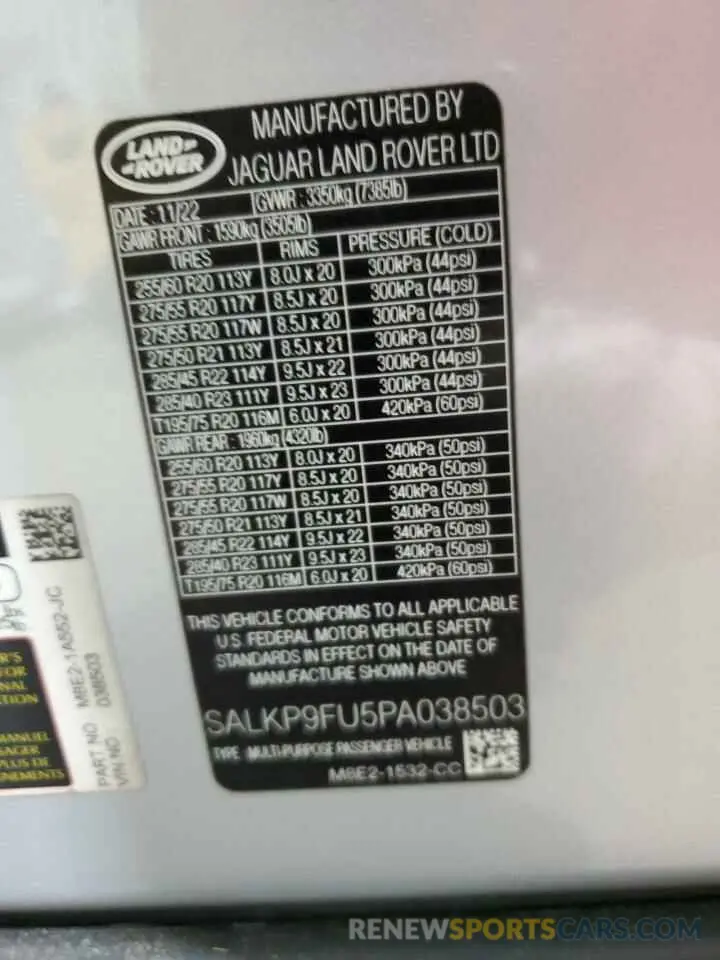 LAND ROVER
MANUFACTURED BY
JAGUAR LAND ROVER LTD
DATE : 11/22 GVWR : 3350kg (7385lb)
GAWR FRONT : 1590kg (3505lb)
TIRES RIMS PRESSURE (COLD)
255/60 R20 113Y 8.0J x 20 300kPa (44psi)
275/55 R20 117Y 8.5J x 20 300kPa (44psi)
275/55 R20 117W 8.5J x 20 300kPa (44psi)
275/50 R21 113Y 8.5J x 21 300kPa (44psi)
285/45 R22 114Y 9.5J x 22 300kPa (44psi)
285/40 R23 111Y 9.5J x 23 300kPa (44psi)
T195/75 R20 116M 6.0J x 20 420kPa (60psi)
GAWR REAR : 1960kg (4320lb)
255/60 R20 113Y 8.0J x 20 340kPa (50psi)
275/55 R20 117Y 8.5J x 20 340kPa (50psi)
275/55 R20 117W 8.5J x 20 340kPa (50psi)
275/50 R21 113Y 8.5J x 21 340kPa (50psi)
285/45 R22 114Y 9.5J x 22 340kPa (50psi)
285/40 R23 111Y 9.5J x 23 340kPa (50psi)
T195/75 R20 116M 6.0J x 20 420kPa (60psi)
THIS VEHICLE CONFORMS TO ALL APPLICABLE
U.S. FEDERAL MOTOR VEHICLE SAFETY
STANDARDS IN EFFECT ON THE DATE OF
MANUFACTURE SHOWN ABOVE
SALKP9FU5PA038503
TYPE : MULTI-PURPOSE PASSENGER VEHICLE
M8E2-1532-CC
PART NO M8E2-1A552-JC
VIN NO 038503
ER'S
FOR
NAL
TION
MANUEL
SAGER
PLUS DE
GNEMENTS
RENEWSPORTSCARS.COM